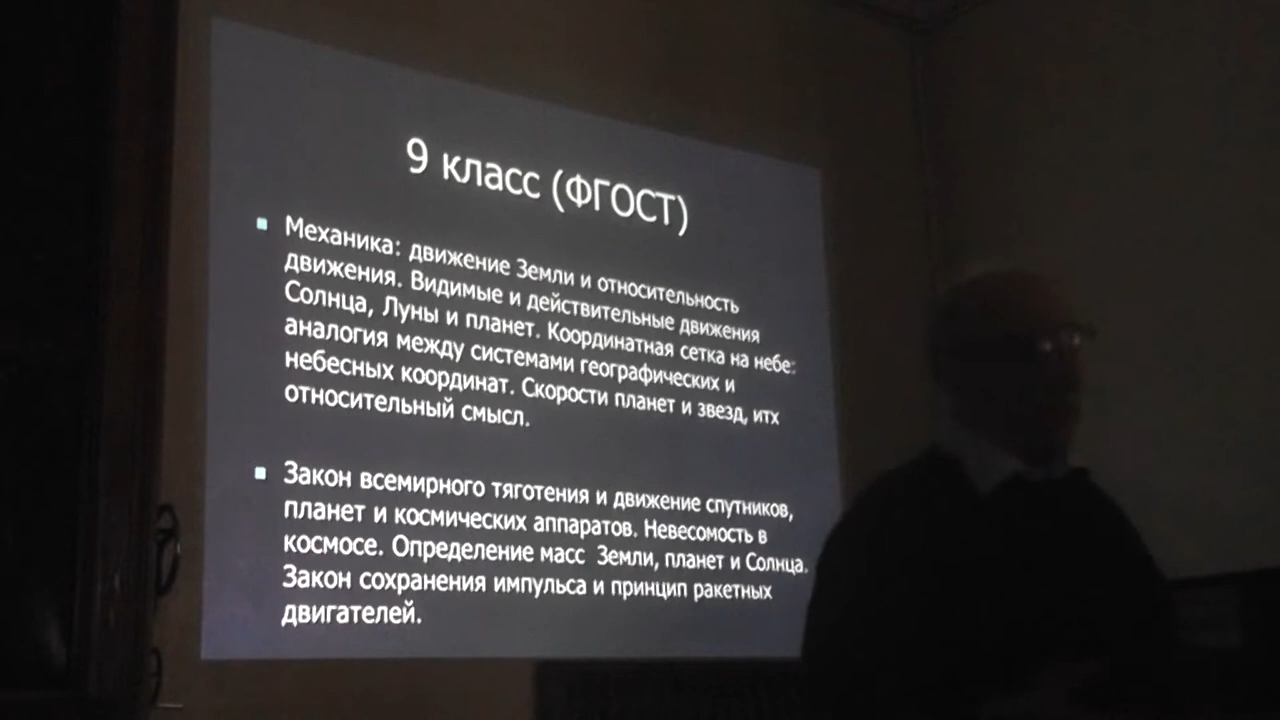 9 класс (ФГОСТ)
Механика: движение Земли и относительность
движения. Видимые и действительные движения
Солнца, Луны и планет. Координатная сетка на небе:
аналогия между системами географических и
небесных координат. Скорости планет и звезд, итх
относительный смысл.
Закон всемирного тяготения и движение спутников,
планет и космических аппаратов. Невесомость в
космосе. Определение масс Земли, планет и Солнца.
Закон сохранения импульса и принцип ракетных
двигателей.